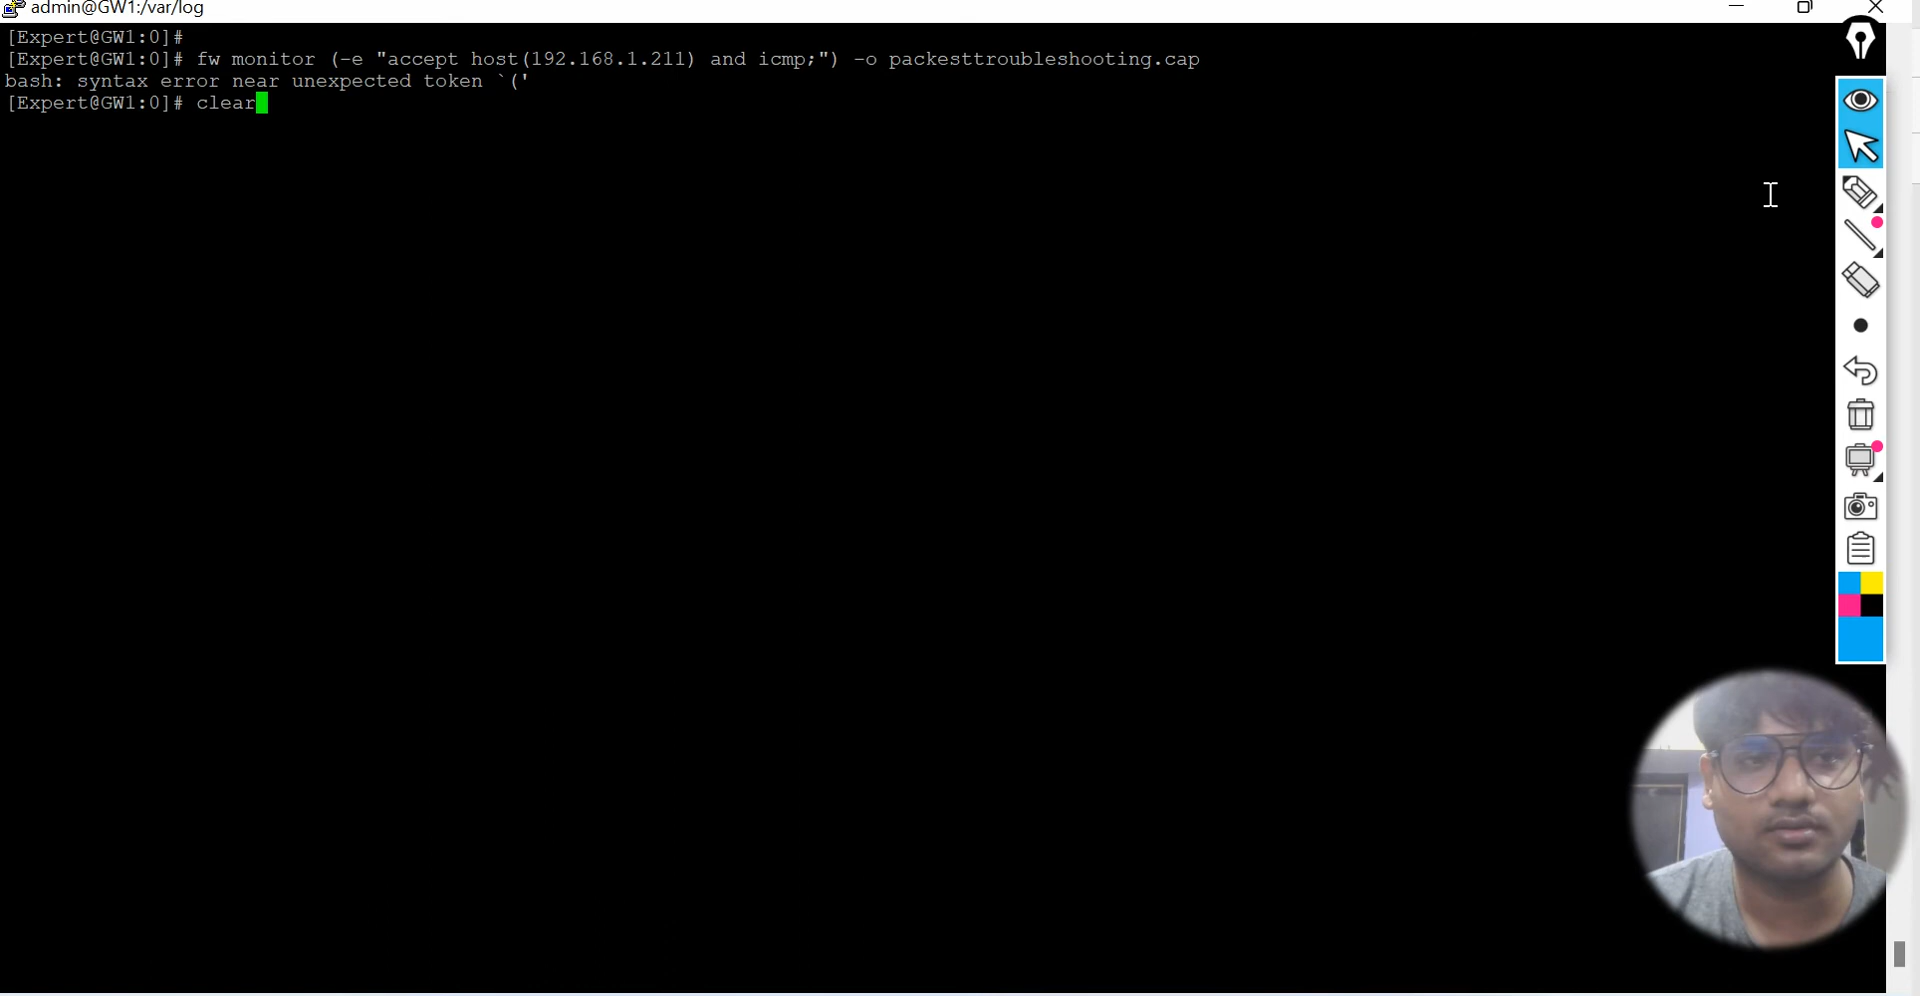 admin@GW1:/var/log
[Expert@GW1:0]#
[Expert@GW1:0]# fw monitor (-e "accept host(192.168.1.211) and icmp;") -o packesttroubleshooting.cap
bash: syntax error near unexpected token `('
[Expert@GW1:0]# clear